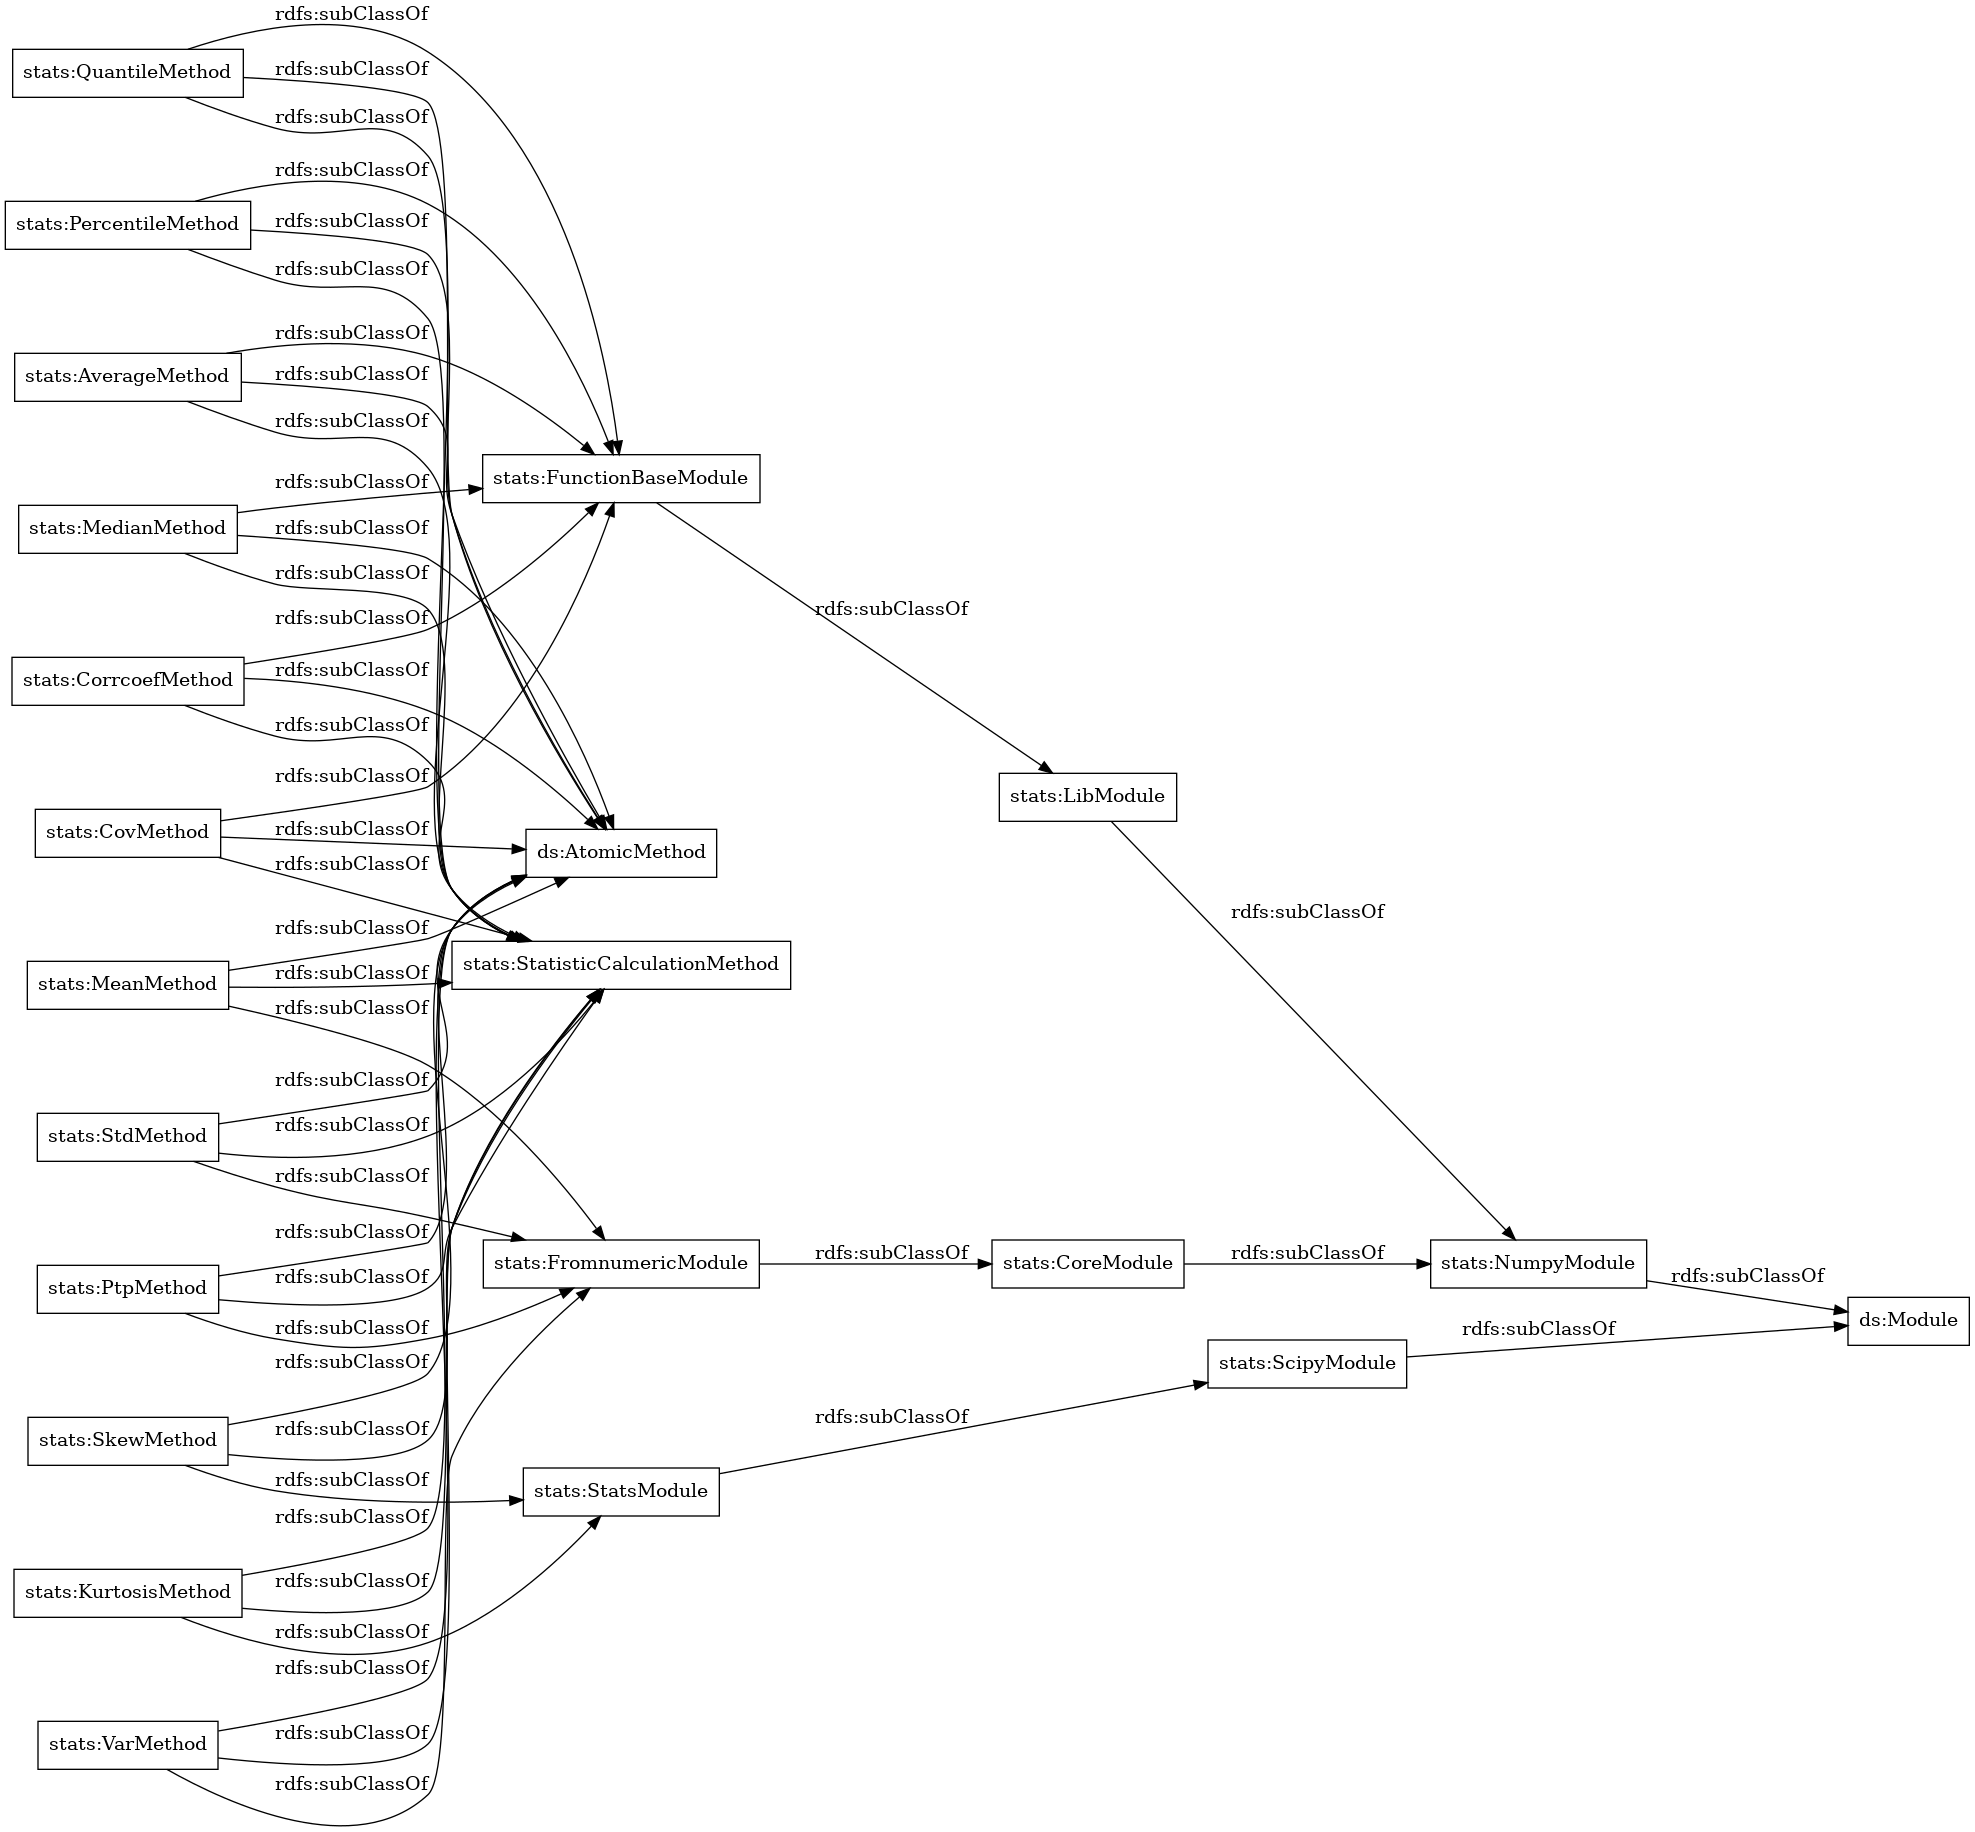 rdfs:subClassOf
stats:QuantileMethod
rdfs:subClassOf
rdfs:subClassOf
rdfs:subClassOf
stats:PercentileMethod
rdfs:subClassOf
rdfs:subClassOf
rdfs:subClassOf
stats:AverageMethod
rdfs:subClassOf
rdfs:subClassOf
stats:FunctionBaseModule
rdfs:subClassOf
stats:MedianMethod
rdfs:subClassOf
rdfs:subClassOf
rdfs:subClassOf
rdfs:subClassOf
stats:CorrcoefMethod
rdfs:subClassOf
rdfs:subClassOf
rdfs:subClassOf
stats:LibModule
stats:CovMethod
rdfs:subClassOf
ds:AtomicMethod
rdfs:subClassOf
rdfs:subClassOf
rdfs:subClassOf
stats:StatisticCalculationMethod
rdfs:subClassOf
stats:MeanMethod
rdfs:subClassOf
rdfs:subClassOf
rdfs:subClassOf
stats:StdMethod
rdfs:subClassOf
rdfs:subClassOf
rdfs:subClassOf
stats:FromnumericModule
rdfs:subClassOf
stats:CoreModule
rdfs:subClassOf
stats:NumpyModule
rdfs:subClassOf
stats:PtpMethod
rdfs:subClassOf
ds:Module
rdfs:subClassOf
rdfs:subClassOf
stats:ScipyModule
rdfs:subClassOf
rdfs:subClassOf
stats:SkewMethod
rdfs:subClassOf
rdfs:subClassOf
stats:StatsModule
rdfs:subClassOf
stats:KurtosisMethod
rdfs:subClassOf
rdfs:subClassOf
rdfs:subClassOf
stats:VarMethod
rdfs:subClassOf
rdfs:subClassOf